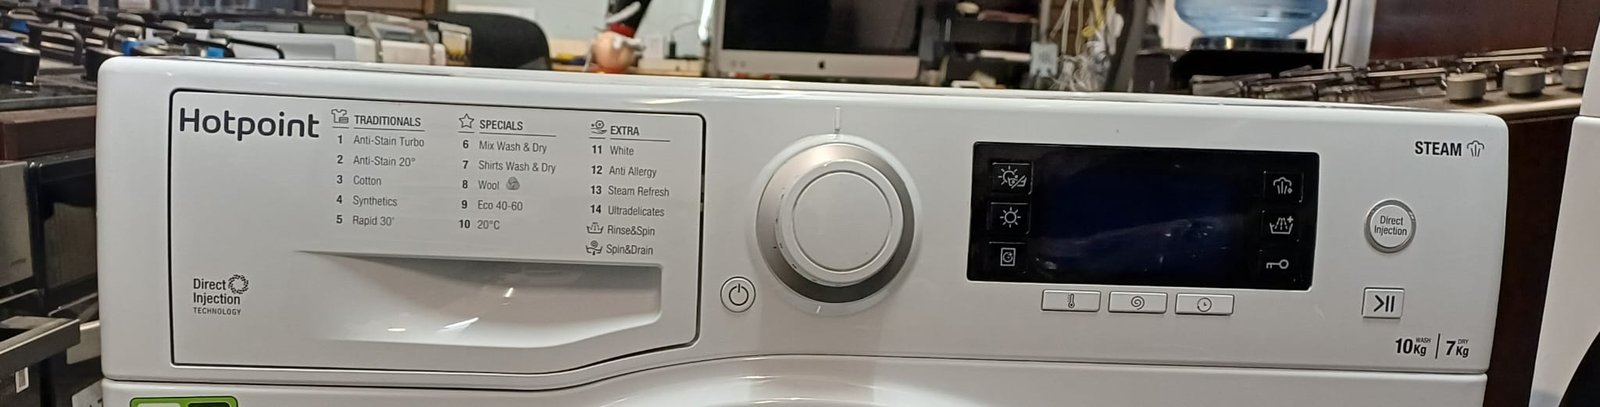 Hotpoint
TRADITIONALS
1 Anti-Stain Turbo
2 Anti-Stain 20°
3 Cotton
4 Synthetics
5 Rapid 30'
SPECIALS
6 Mix Wash & Dry
7 Shirts Wash & Dry
8 Wool
9 Eco 40-60
10 20°C
EXTRA
11 White
12 Anti Allergy
13 Steam Refresh
14 Ultradelicates
Rinse&Spin
Spin&Drain
Direct
Injection
TECHNOLOGY
STEAM
Direct
Injection
WASH DRY
10Kg 7Kg